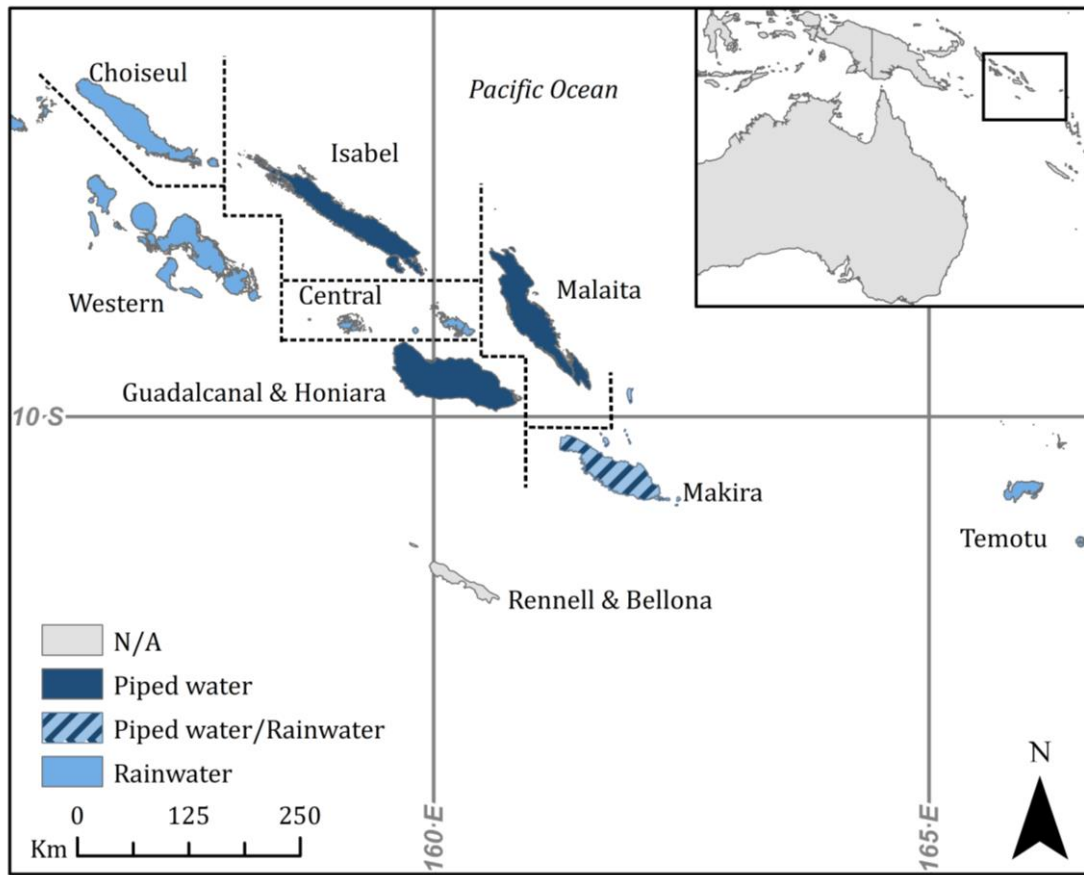 Choiseul
Pacific Ocean
Isabel
Western
Central
Malaita
Guadalcanal & Honiara
10·S
Makira
Temotu
Rennell & Bellona
N/A
Piped water
Piped water/Rainwater
Rainwater
0 125 250
Km
160·E
165·E
N